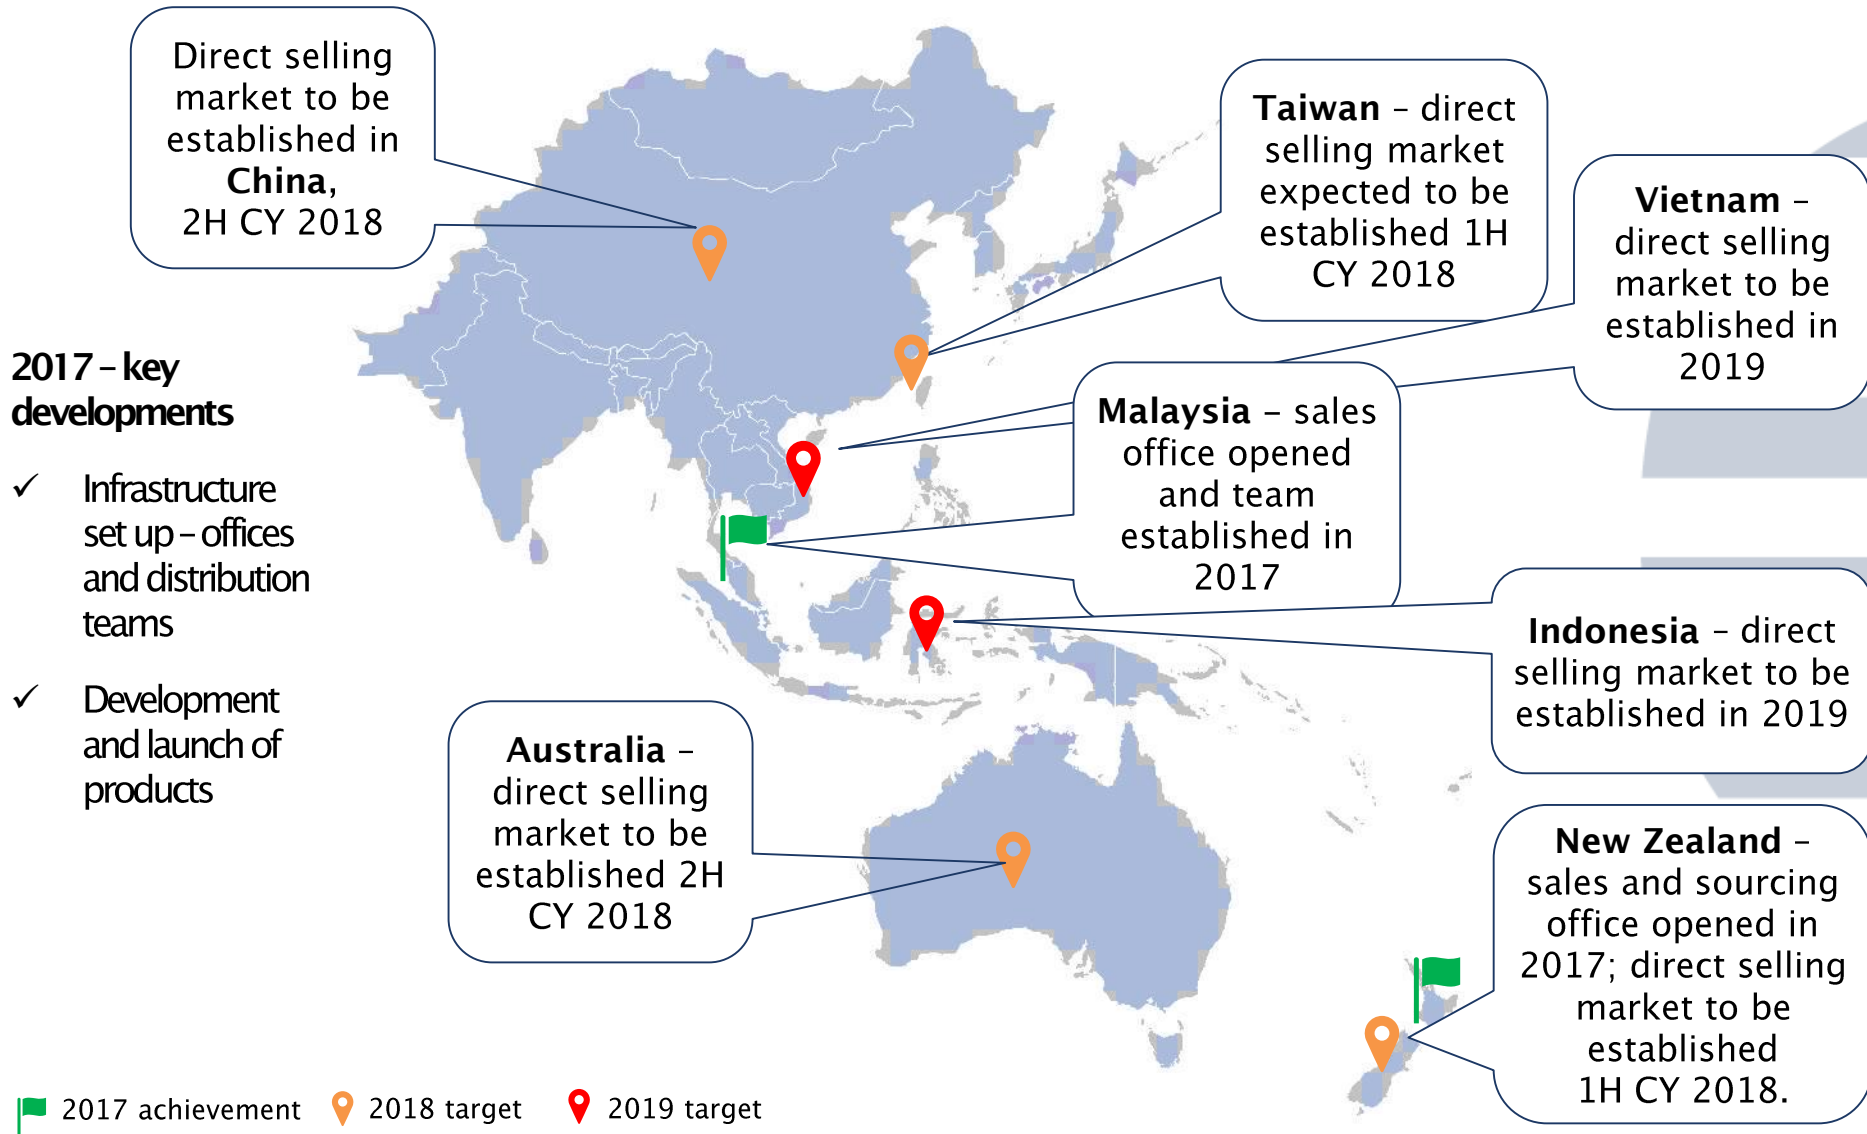 Direct selling
market to be
established in
China,
2H CY 2018
Taiwan – direct
selling market
expected to be
established 1H
CY 2018
Vietnam –
direct selling
market to be
established in
2019
2017 – key
developments
✓ Infrastructure
set up – offices
and distribution
teams
✓ Development
and launch of
products
Malaysia – sales
office opened
and team
established in
2017
Indonesia – direct
selling market to be
established in 2019
Australia –
direct selling
market to be
established 2H
CY 2018
New Zealand –
sales and sourcing
office opened in
2017; direct selling
market to be
established
1H CY 2018.
2017 achievement
2018 target
2019 target